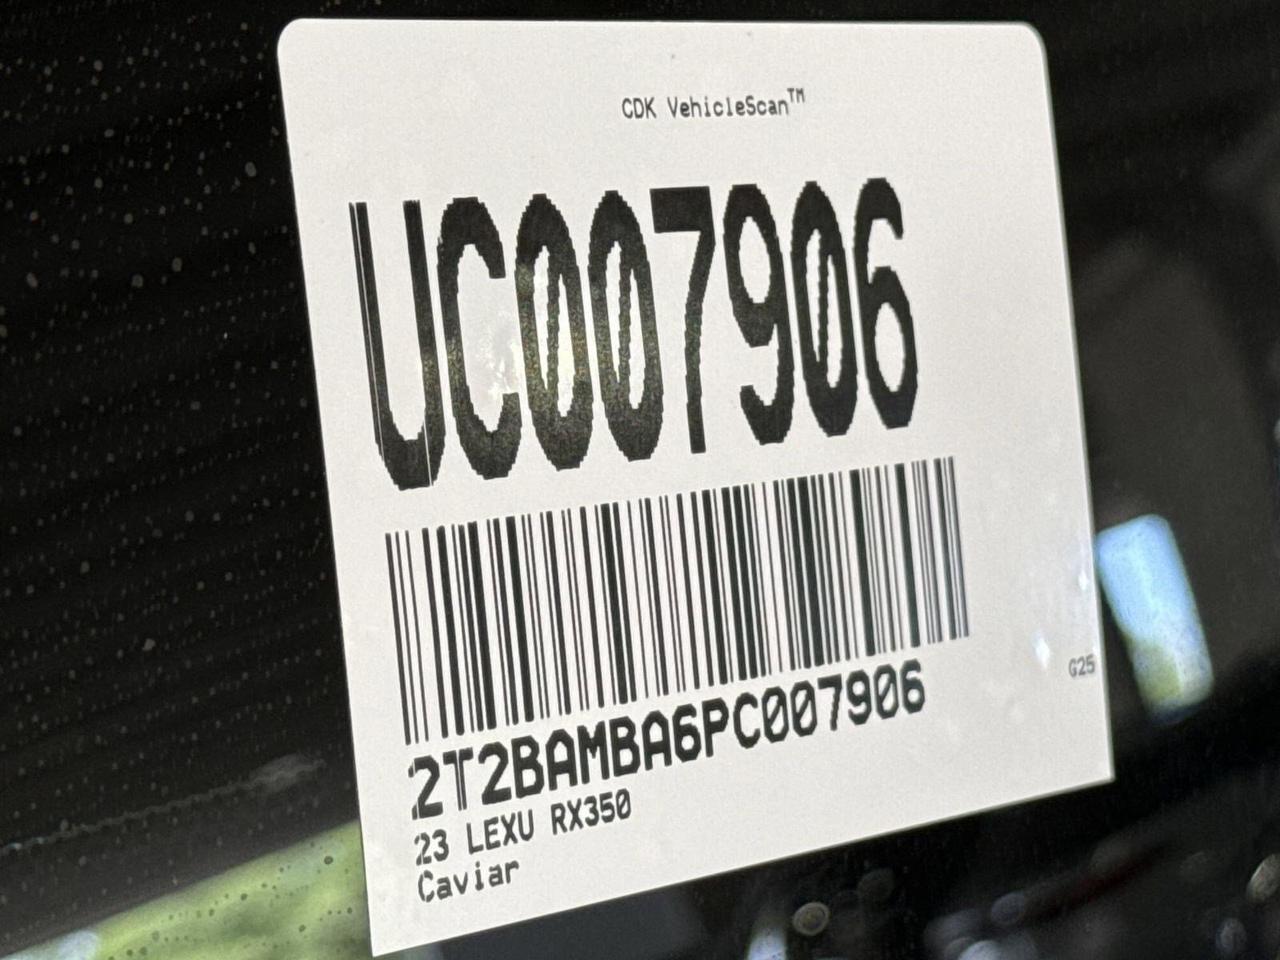 CDK VehicleScan™
UC007906
2T2BAMBA6PC007906
23 LEXU RX350
Caviar
G25